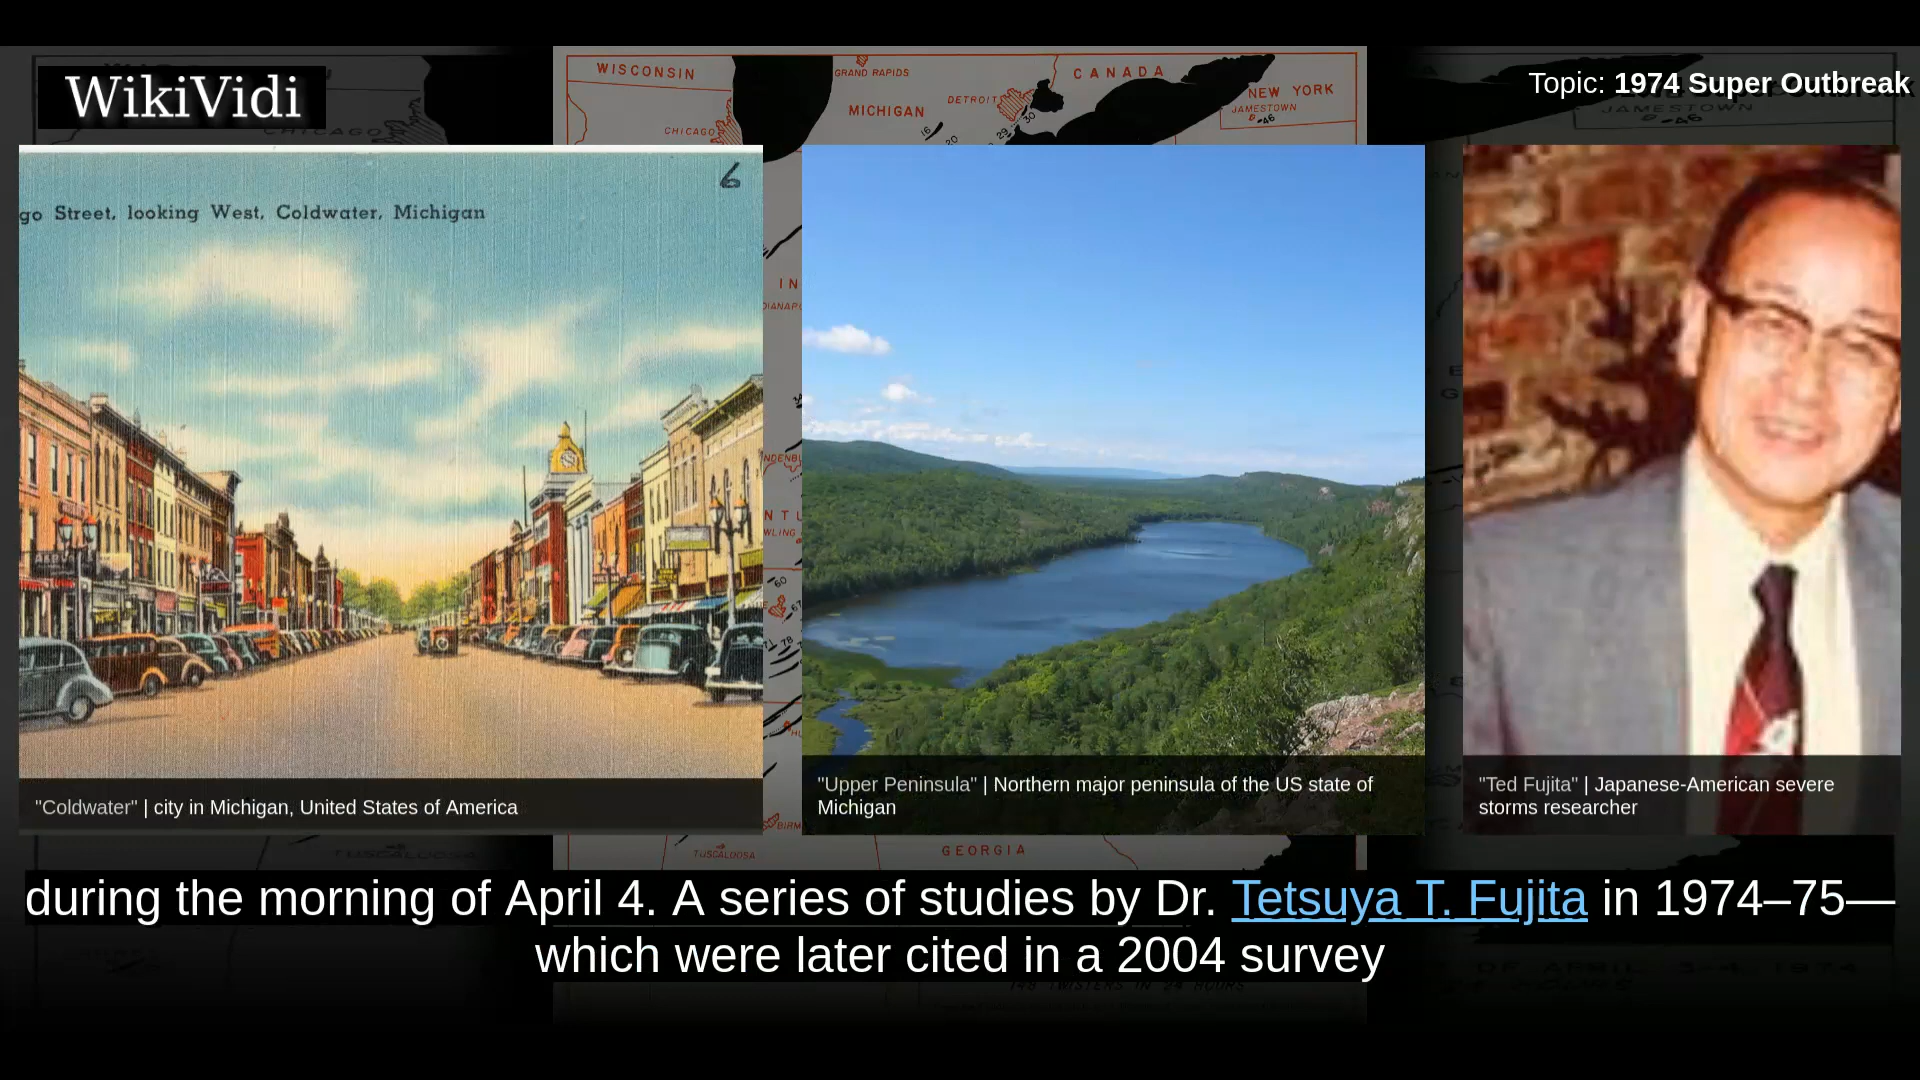 WikiVidi
Topic: 1974 Super Outbreak
WISCONSIN
GRAND RAPIDS
CANADA
MICHIGAN
DETROIT
NEW YORK
JAMESTOWN
CHICAGO
6
go Street, looking West, Coldwater, Michigan
"Coldwater" | city in Michigan, United States of America
"Upper Peninsula" | Northern major peninsula of the US state of
Michigan
"Ted Fujita" | Japanese-American severe
storms researcher
TUSCALOOSA
GEORGIA
during the morning of April 4. A series of studies by Dr. Tetsuya T. Fujita in 1974–75—
which were later cited in a 2004 survey